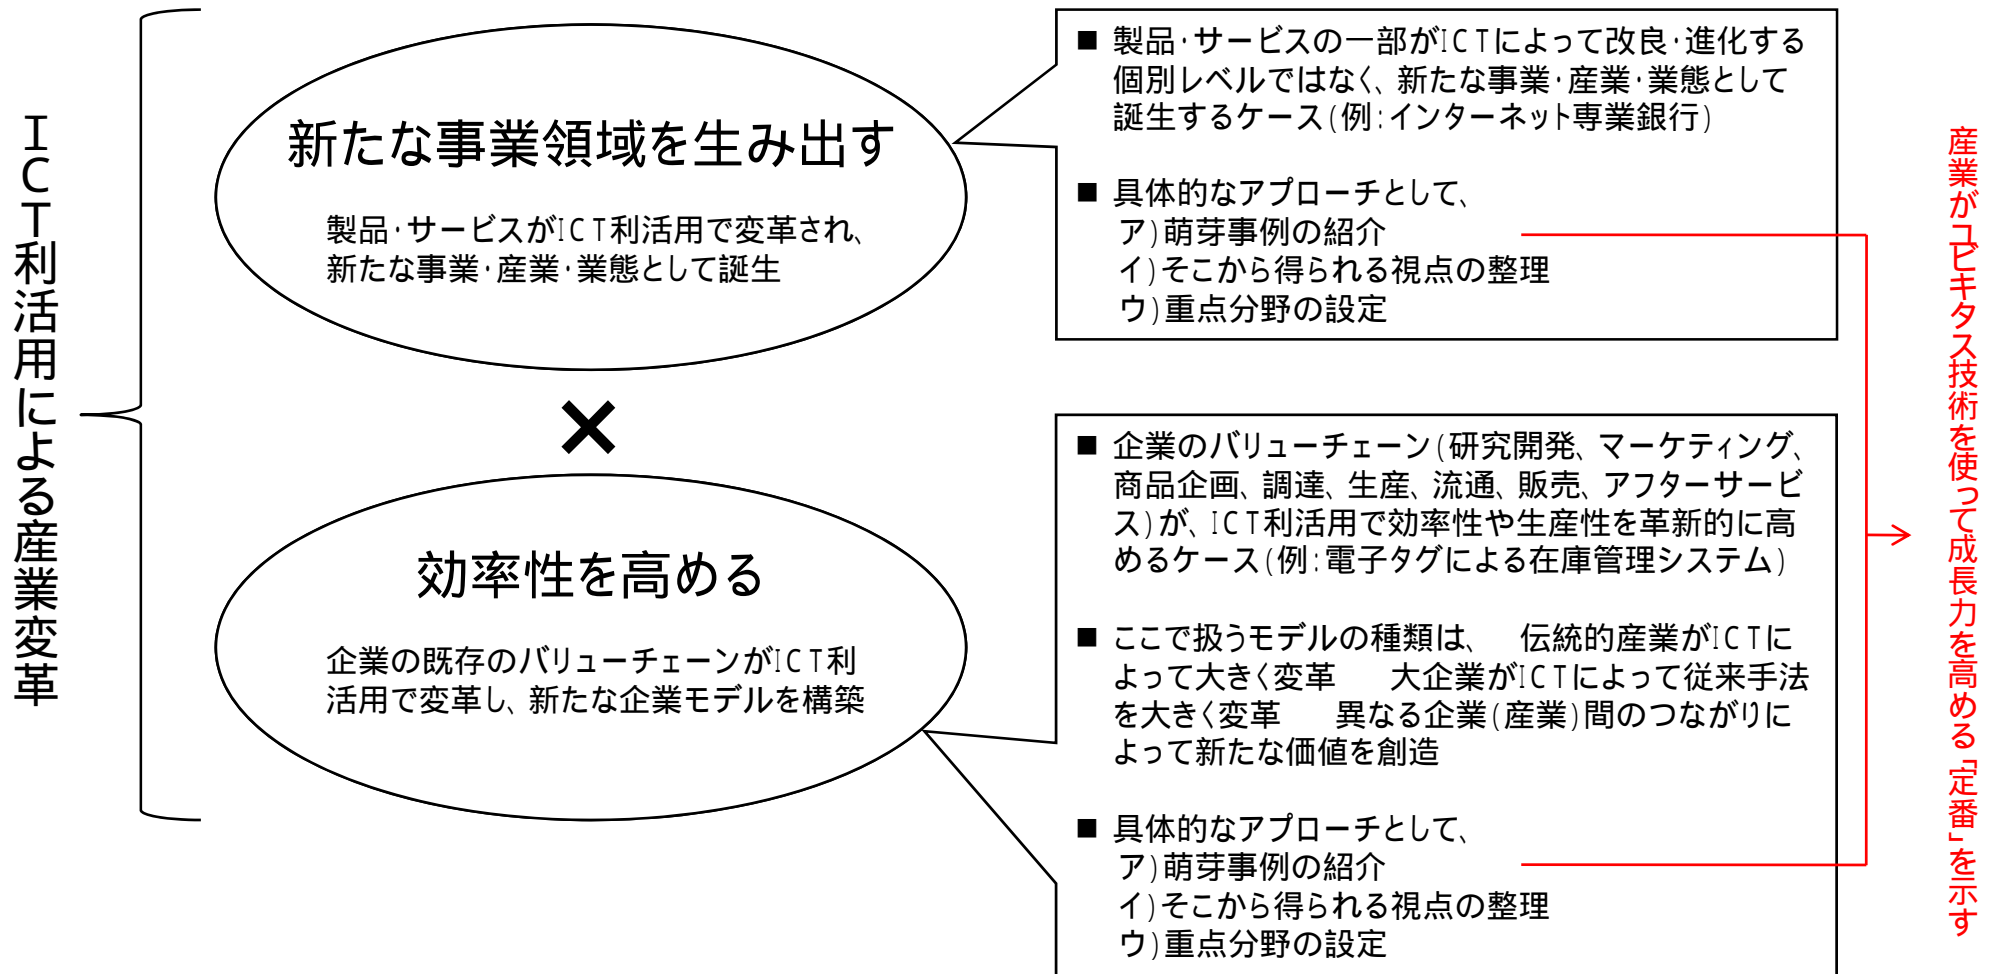 ICT利活用による産業変革
新たな事業領域を生み出す
製品・サービスがICT利活用で変革され、
新たな事業・産業・業態として誕生
×
効率性を高める
企業の既存のバリューチェーンがICT利
活用で変革し、新たな企業モデルを構築
■ 製品・サービスの一部がICTによって改良・進化する
個別レベルではなく、新たな事業・産業・業態として
誕生するケース(例:インターネット専業銀行)
■ 具体的なアプローチとして、
ア)萌芽事例の紹介
イ)そこから得られる視点の整理
ウ)重点分野の設定
■ 企業のバリューチェーン(研究開発、マーケティング、
商品企画、調達、生産、流通、販売、アフターサービ
ス)が、ICT利活用で効率性や生産性を革新的に高
めるケース(例:電子タグによる在庫管理システム)
■ ここで扱うモデルの種類は、 伝統的産業がICTに
よって大きく変革 大企業がICTによって従来手法
を大きく変革 異なる企業(産業)間のつながりに
よって新たな価値を創造
■ 具体的なアプローチとして、
ア)萌芽事例の紹介
イ)そこから得られる視点の整理
ウ)重点分野の設定
産業がユビキタス技術を使って成長力を高める「定番」を示す